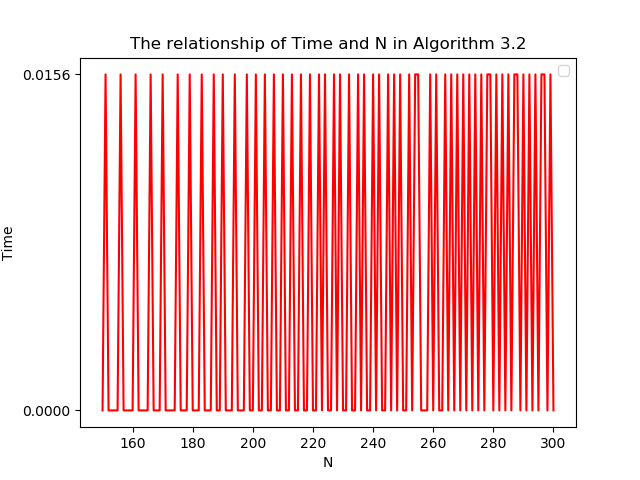 The relationship of Time and N in Algorithm 3.2
0.0156
Time
0.0000
160 180 200 220 240 260 280 300
N